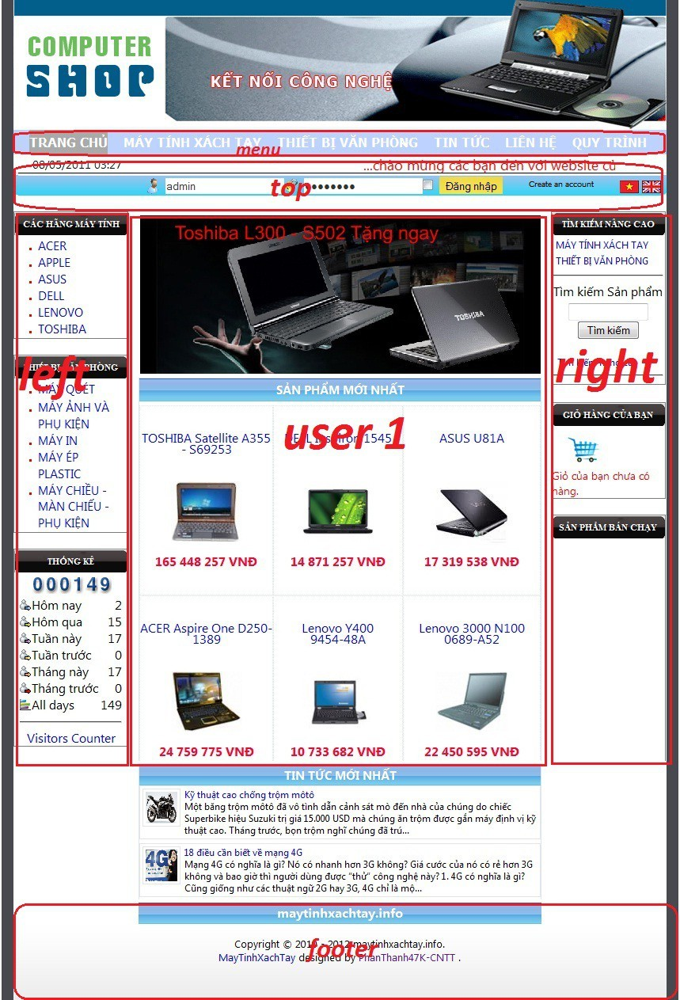 COMPUTER
SHOP
KẾT NỐI CÔNG NGHỆ
TRANG CHỦ MÁY TÍNH XÁCH TAY THIẾT BỊ VĂN PHÒNG TIN TỨC LIÊN HỆ QUY TRÌNH
menu
08/05/2011 03:27
...chào mừng các bạn đến với website củ
admin
top
Đăng nhập
Create an account
CÁC HÃNG MÁY TÍNH
ACER
APPLE
ASUS
DELL
LENOVO
TOSHIBA
THIẾT BỊ VĂN PHÒNG
left
MÁY QUÉT
MÁY ẢNH VÀ
PHỤ KIỆN
MÁY IN
MÁY ÉP
PLASTIC
MÁY CHIẾU -
MÀN CHIẾU -
PHỤ KIỆN
THỐNG KÊ
000149
Hôm nay 2
Hôm qua 15
Tuần này 17
Tuần trước 0
Tháng này 17
Tháng trước 0
All days 149
Visitors Counter
Toshiba L300 - S502 Tặng ngay
TOSHIBA
SẢN PHẨM MỚI NHẤT
user 1
TOSHIBA Satellite A355
- S69253
DELL Inspiron 1545
ASUS U81A
165 448 257 VNĐ
14 871 257 VNĐ
17 319 538 VNĐ
ACER Aspire One D250-
1389
Lenovo Y400
9454-48A
Lenovo 3000 N100
0689-A52
24 759 775 VNĐ
10 733 682 VNĐ
22 450 595 VNĐ
TIN TỨC MỚI NHẤT
Kỹ thuật cao chống trộm môtô
Một băng trộm môtô đã vô tình dẫn cảnh sát mò đến nhà của chúng do chiếc
Superbike hiệu Suzuki trị giá 15.000 USD mà chúng ăn trộm được gắn máy định vị kỹ
thuật cao. Tháng trước, bọn trộm nghĩ chúng đã trú...
4G
18 điều cần biết về mạng 4G
Mạng 4G có nghĩa là gì? Nó có nhanh hơn 3G không? Giá cước của nó có rẻ hơn 3G
không và bao giờ thì người dùng được “thử” công nghệ này? 1. 4G có nghĩa là gì?
Cũng giống như các thuật ngữ 2G hay 3G, 4G chỉ là mộ...
TÌM KIẾM NÂNG CAO
MÁY TÍNH XÁCH TAY
THIẾT BỊ VĂN PHÒNG
Tìm kiếm Sản phẩm
Tìm kiếm
right
GIỎ HÀNG CỦA BẠN
Giỏ của bạn chưa có
hàng.
SẢN PHẨM BÁN CHẠY
maytinhxachtay.info
Copyright © 2010 - 2012 maytinhxachtay.info.
footer
MayTinhXachTay designed by PhanThanh47K-CNTT .